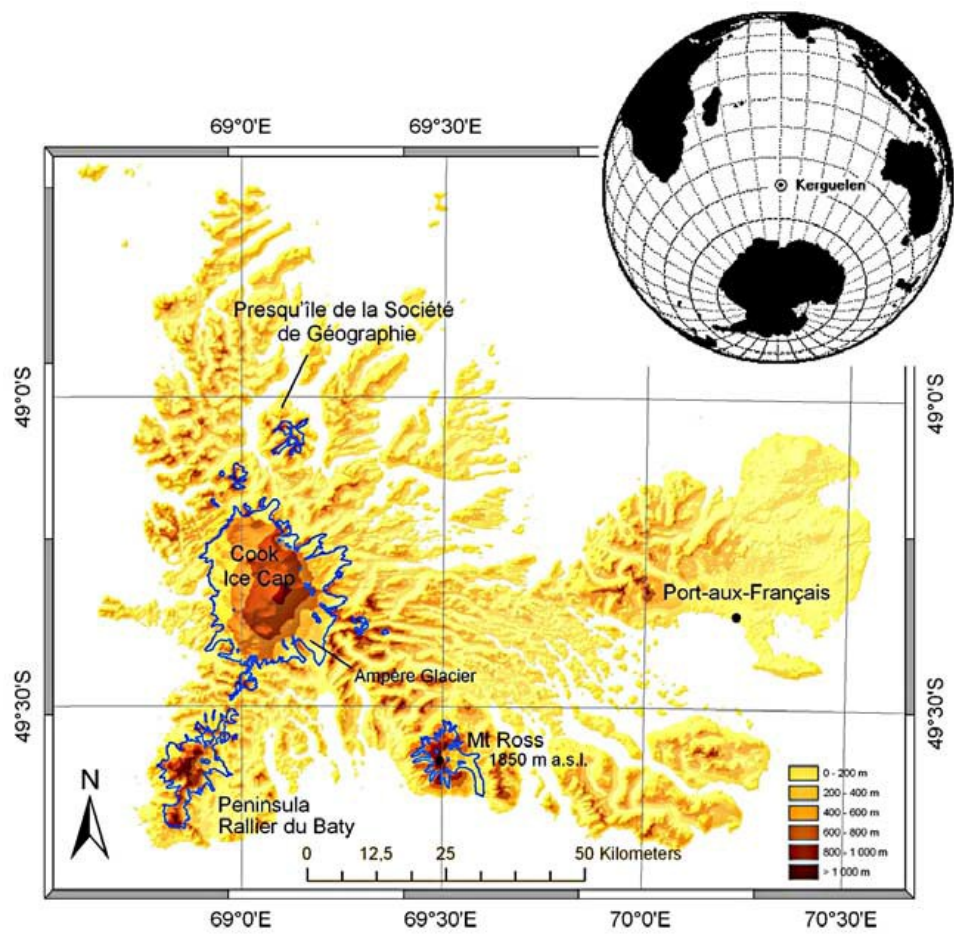 Kerguelen
69°0'E
69°30'E
Presqu'île de la Société
de Géographie
49°0'S
49°0'S
Cook
Ice Cap
Port-aux-Français
Ampère Glacier
49°30'S
49°30'S
Mt Ross
1850 m a.s.l.
N
Peninsula
Rallier du Baty
0 - 200 m
200 - 400 m
400 - 600 m
600 - 800 m
800 - 1 000 m
> 1 000 m
0 12,5 25 50 Kilometers
69°0'E
69°30'E
70°0'E
70°30'E